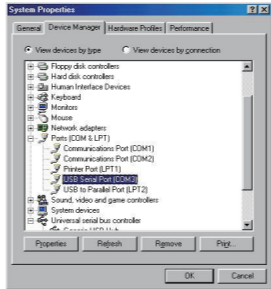 System Properties
General Device Manager Hardware Profiles Performance
View devices by type View devices by connection
Floppy disk controllers
Hard disk controllers
Human Interface Devices
Keyboard
Monitors
Mouse
Network adapters
Ports (COM & LPT)
Communications Port (COM1)
Communications Port (COM2)
Printer Port (LPT1)
USB Serial Port (COM3)
USB to Parallel Port (LPT2)
Sound, video and game controllers
System devices
Universal serial bus controller
Properties Refresh Remove Print...
OK Cancel